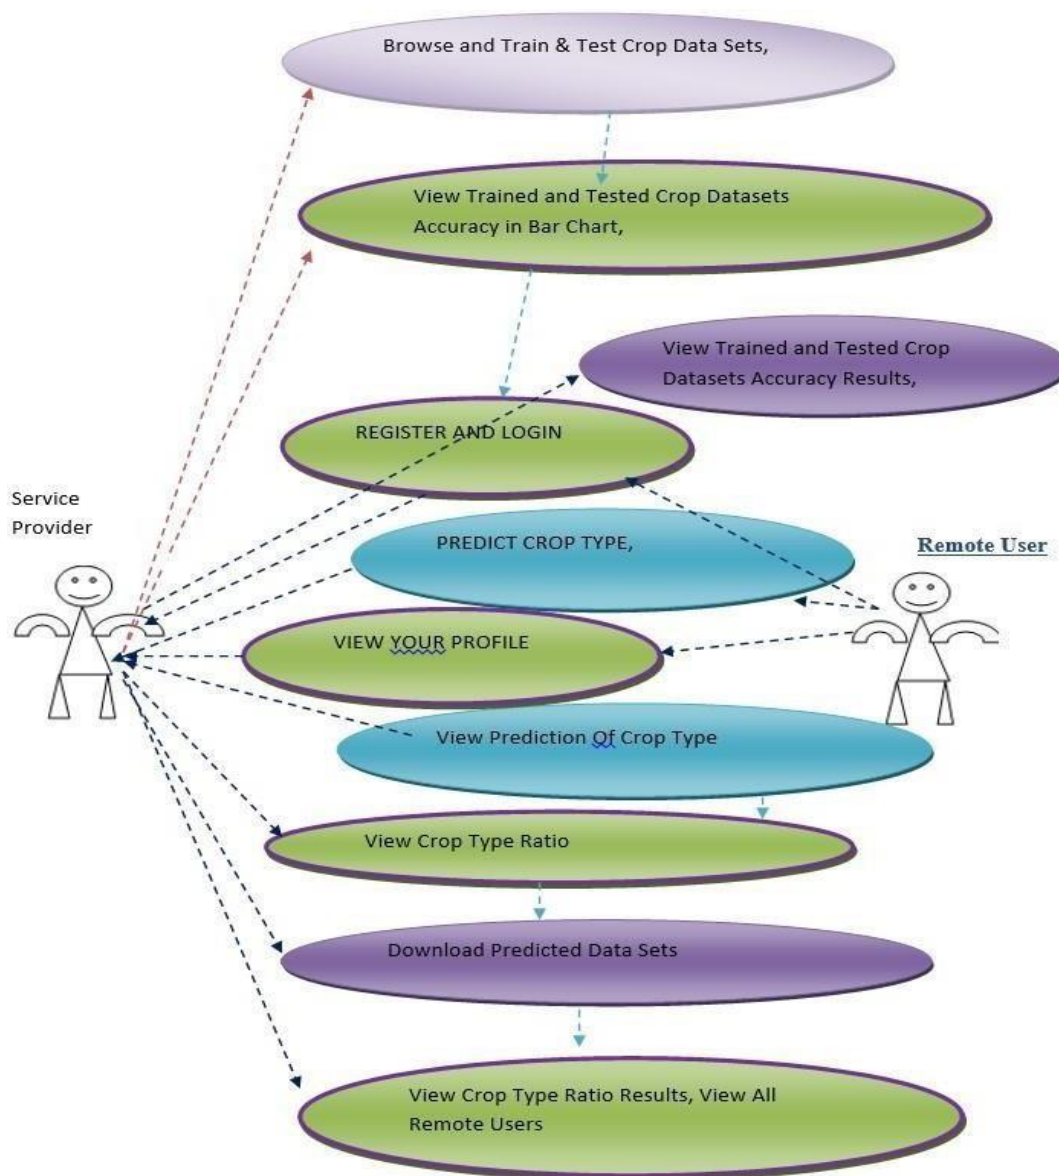 Browse and Train & Test Crop Data Sets,
View Trained and Tested Crop Datasets
Accuracy in Bar Chart,
View Trained and Tested Crop
Datasets Accuracy Results,
REGISTER AND LOGIN
Service
Provider
PREDICT CROP TYPE,
Remote User
VIEW YOUR PROFILE
View Prediction Of Crop Type
View Crop Type Ratio
Download Predicted Data Sets
View Crop Type Ratio Results, View All
Remote Users